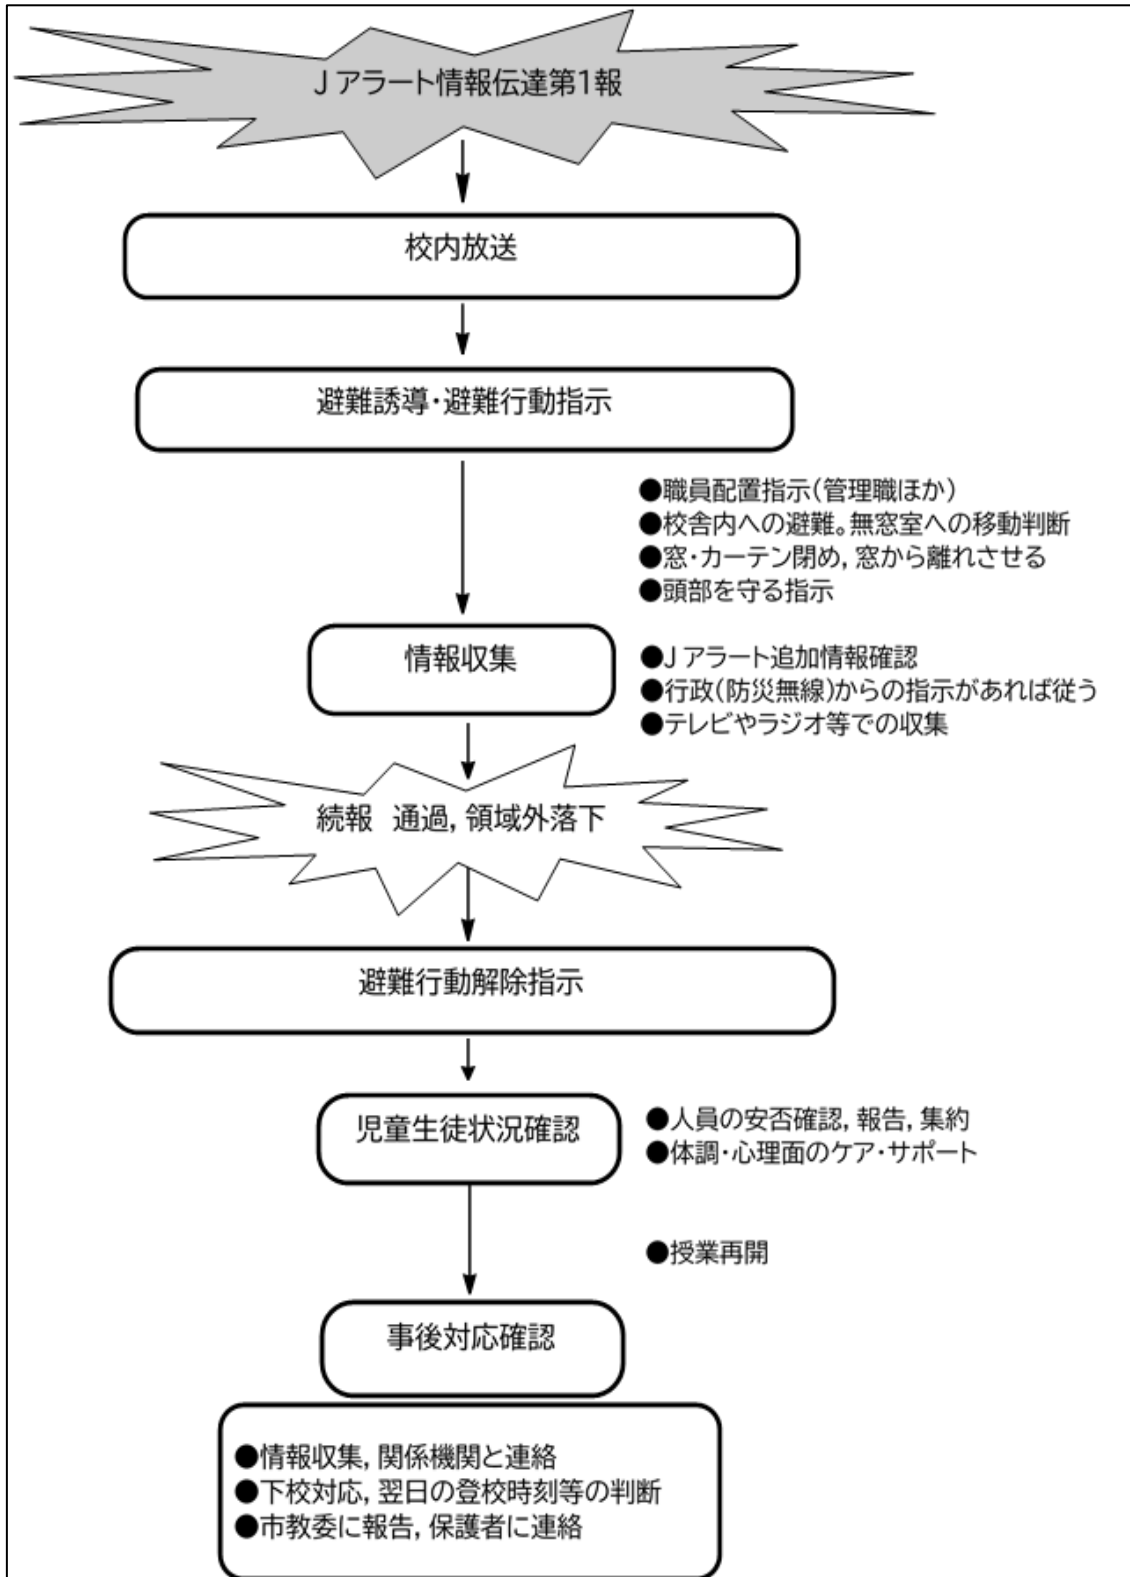 Jアラート情報伝達第1報
校内放送
避難誘導・避難行動指示
●職員配置指示(管理職ほか)
●校舎内への避難。無窓室への移動判断
●窓・カーテン閉め,窓から離れさせる
●頭部を守る指示
情報収集
●Jアラート追加情報確認
●行政(防災無線)からの指示があれば従う
●テレビやラジオ等での収集
続報　通過,領域外落下
避難行動解除指示
児童生徒状況確認
●人員の安否確認,報告,集約
●体調・心理面のケア・サポート
●授業再開
事後対応確認
●情報収集,関係機関と連絡
●下校対応,翌日の登校時刻等の判断
●市教委に報告,保護者に連絡